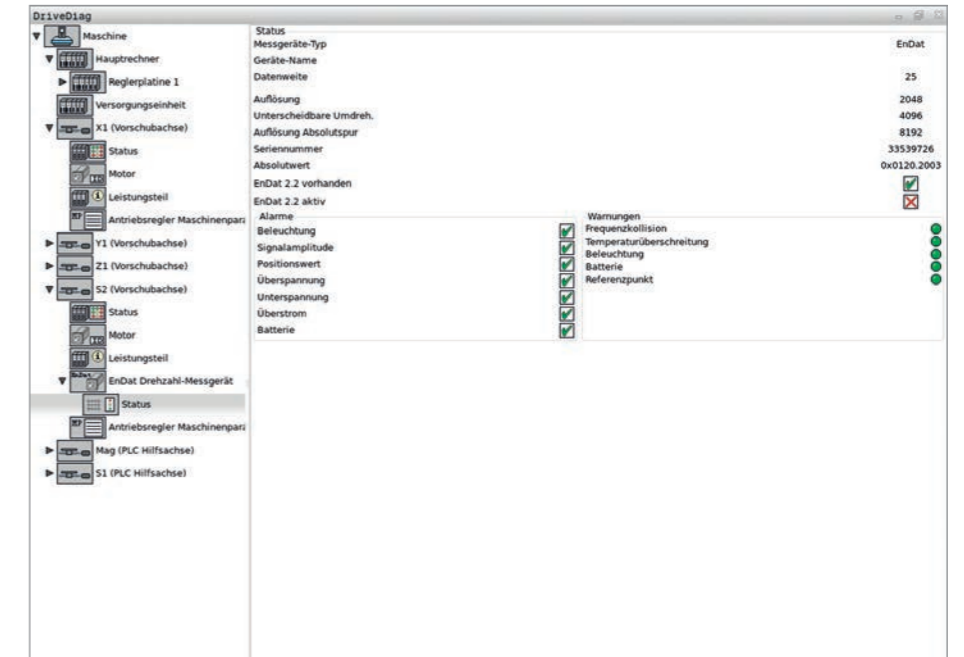 DriveDiag
Maschine
Hauptrechner
Reglerplatine 1
Versorgungseinheit
X1 (Vorschubachse)
Status
Motor
Leistungsteil
Antriebsregler Maschinenpara
Y1 (Vorschubachse)
Z1 (Vorschubachse)
S2 (Vorschubachse)
Status
Motor
Leistungsteil
EnDat Drehzahl-Messgerät
Status
Antriebsregler Maschinenpara
Mag (PLC Hilfsachse)
S1 (PLC Hilfsachse)
Status
Messgeräte-Typ EnDat
Geräte-Name
Datenweite 25
Auflösung 2048
Unterscheidbare Umdreh. 4096
Auflösung Absolutspur 8192
Seriennummer 33539726
Absolutwert 0x0120.2003
EnDat 2.2 vorhanden
EnDat 2.2 aktiv
Alarme
Beleuchtung
Signalamplitude
Positionswert
Überspannung
Unterspannung
Überstrom
Batterie
Warnungen
Frequenzkollision
Temperaturüberschreitung
Beleuchtung
Batterie
Referenzpunkt